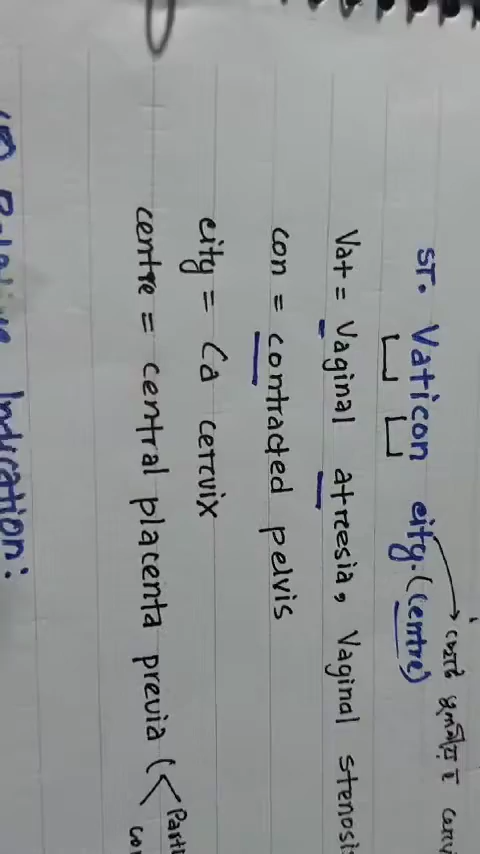 ST. Vaticon city. (centre)
Vat = Vaginal atresia, Vaginal stenosis
con = contracted pelvis
city = Ca cervix
centre = central placenta previa (<
Relative Indication: